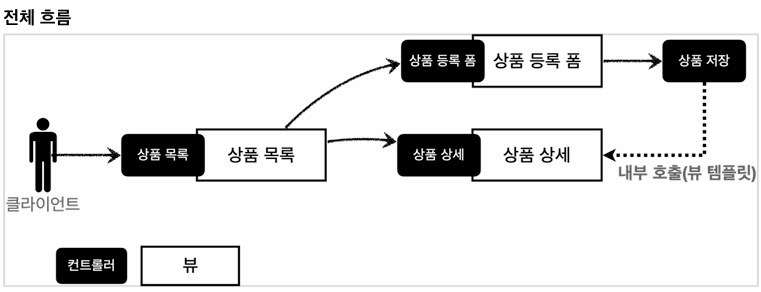 전체 흐름
상품 등록 폼
상품 등록 폼
상품 저장
상품 목록
상품 목록
상품 상세
상품 상세
내부 호출(뷰 템플릿)
클라이언트
컨트롤러
뷰